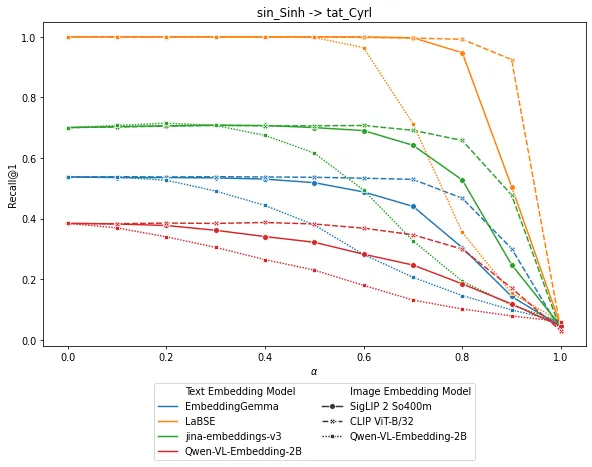 sin_Sinh -> tat_Cyrl
Recall@1
1.0
0.8
0.6
0.4
0.2
0.0
0.0 0.2 0.4 0.6 0.8 1.0
α
Text Embedding Model
EmbeddingGemma
LaBSE
jina-embeddings-v3
Qwen-VL-Embedding-2B
Image Embedding Model
SigLIP 2 So400m
CLIP ViT-B/32
Qwen-VL-Embedding-2B